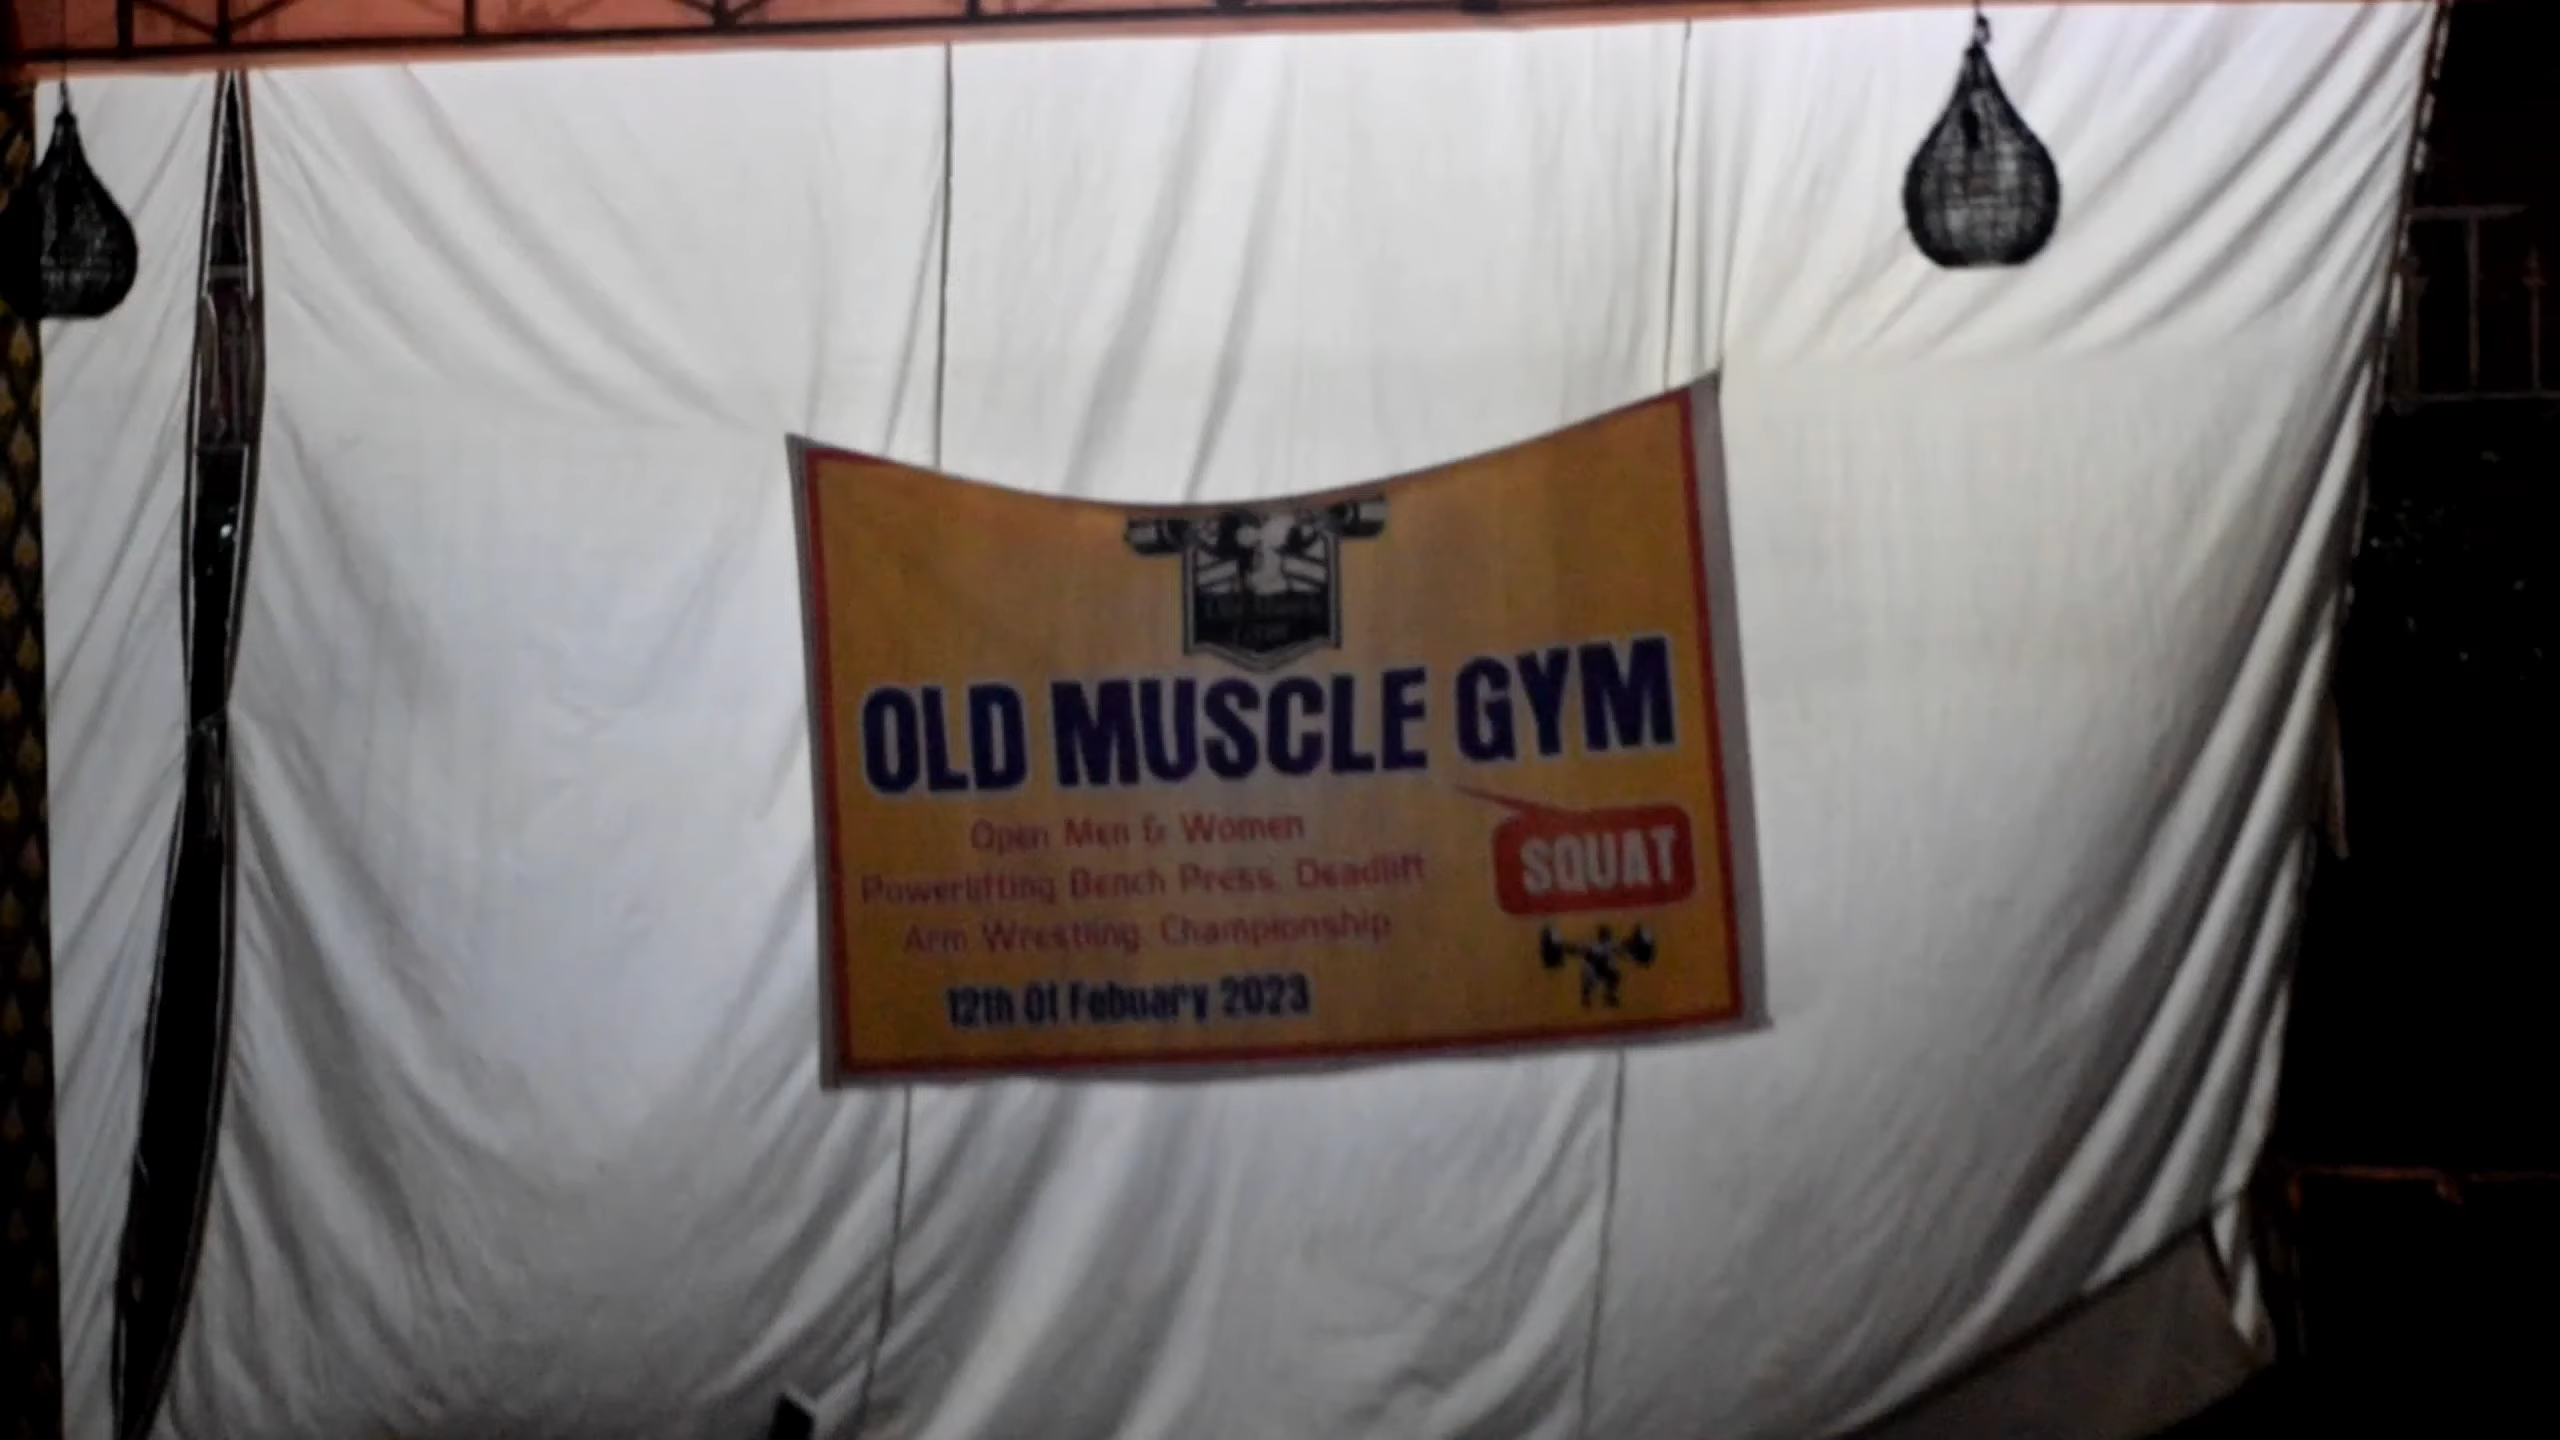 OLD MUSCLE GYM
Open Men & Women
Powerlifting Bench Press, Deadlift
Arm Wrestling Championship
12th Of Febuary 2023
SQUAT